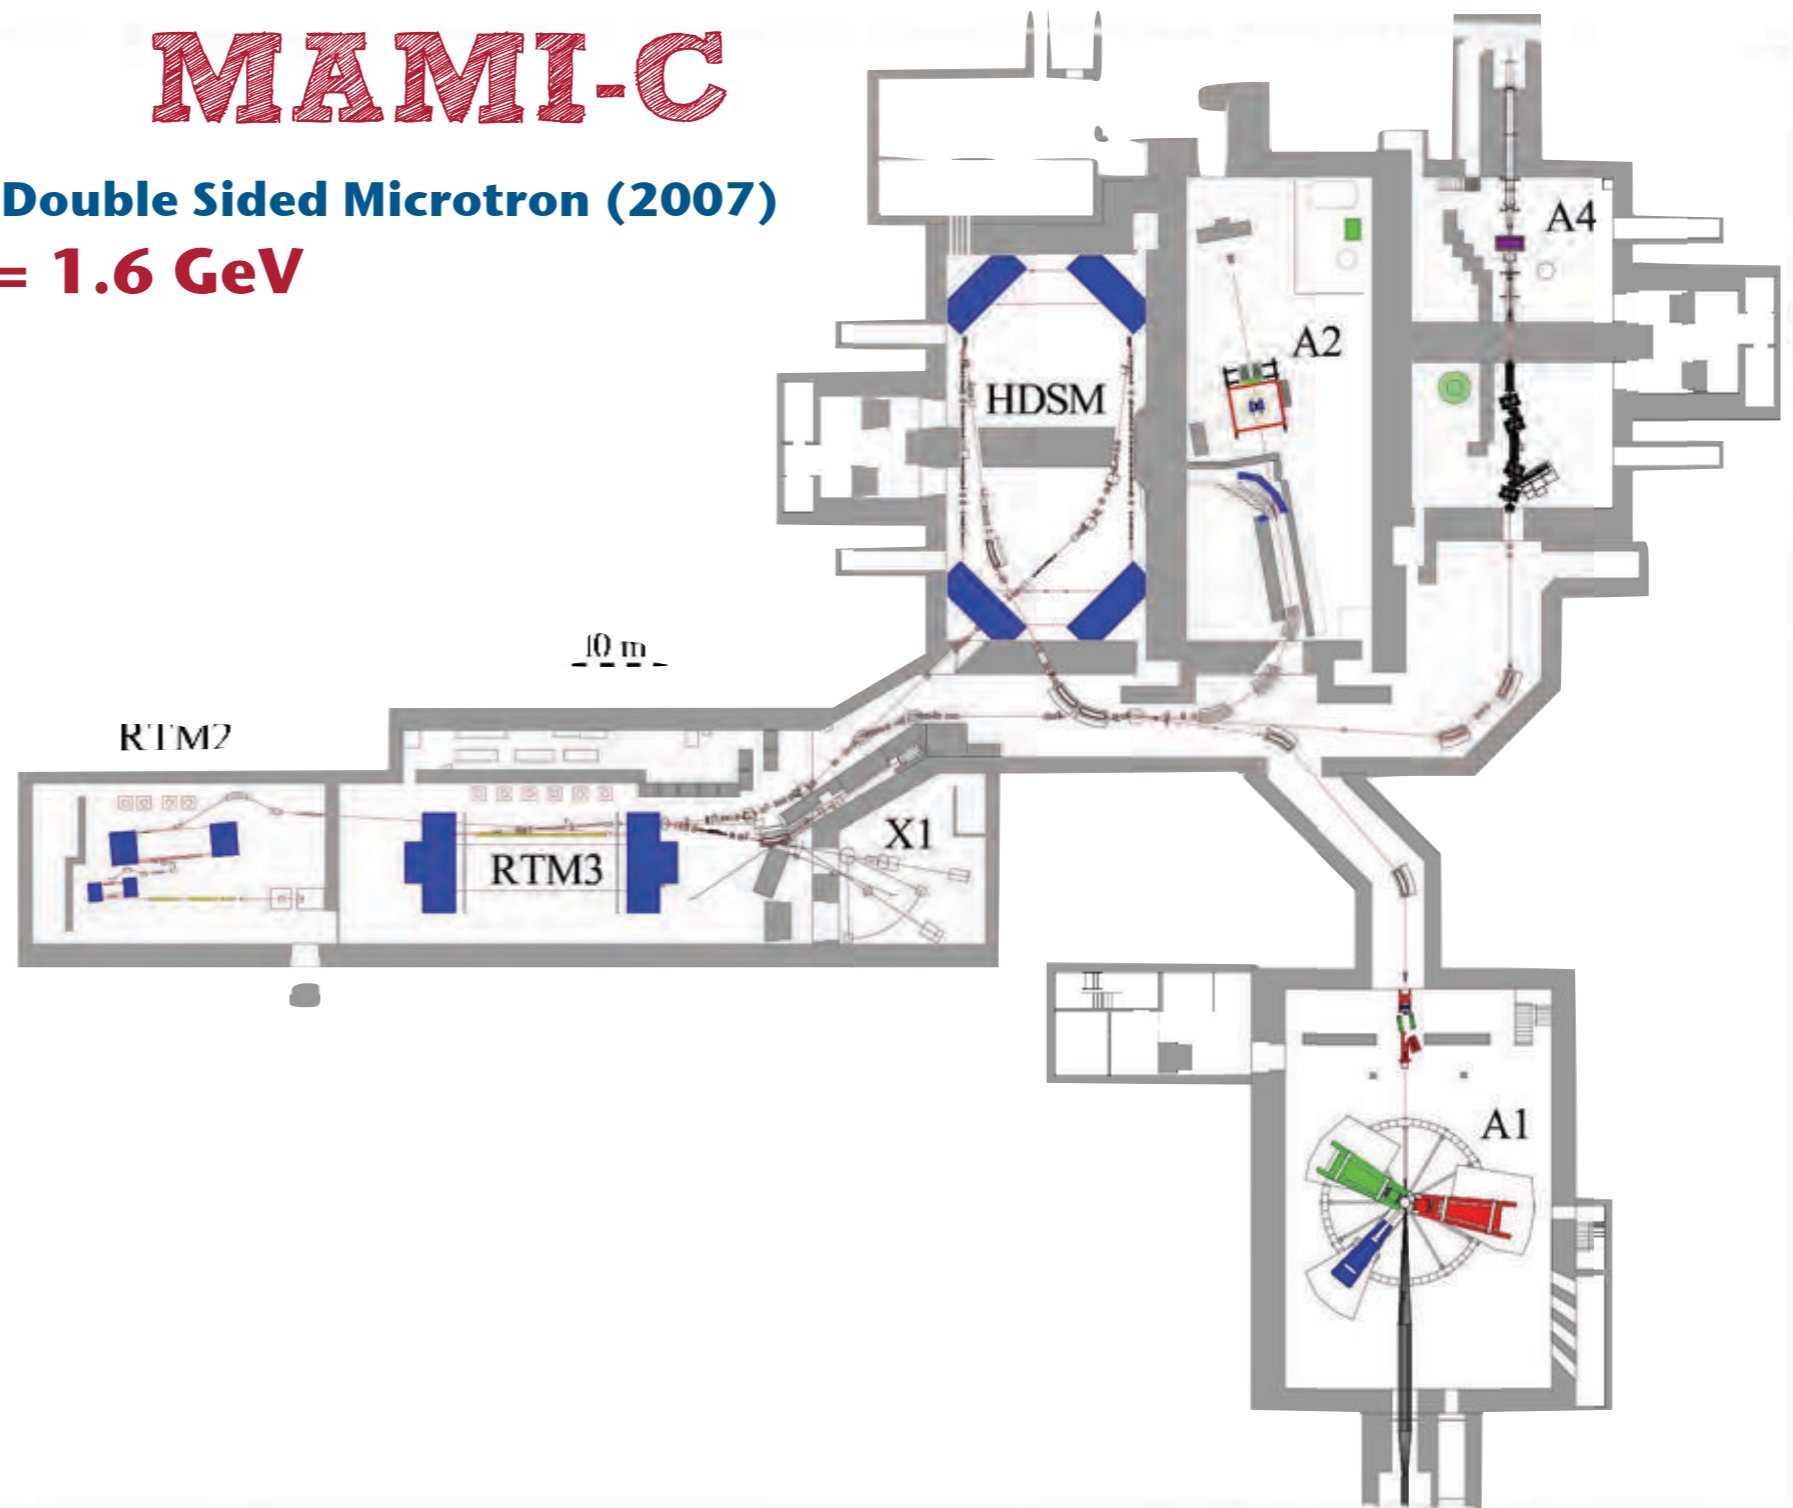 MAMI-C
Double Sided Microtron (2007)
= 1.6 GeV
A4
A2
HDSM
10 m
RTM2
X1
RTM3
A1